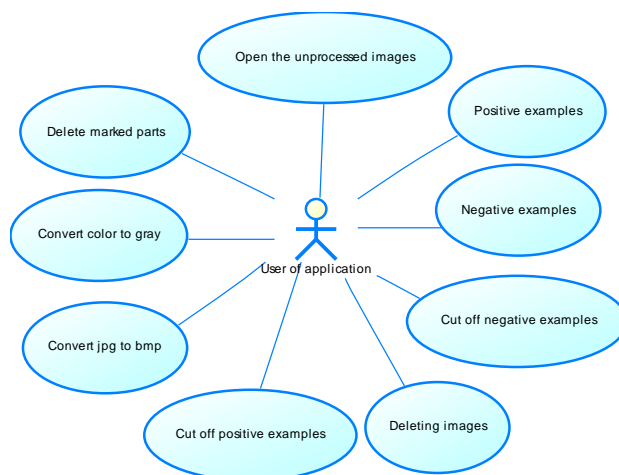 Open the unprocessed images
Positive examples
Delete marked parts
Negative examples
Convert color to gray
User of application
Cut off negative examples
Convert jpg to bmp
Deleting images
Cut off positive examples